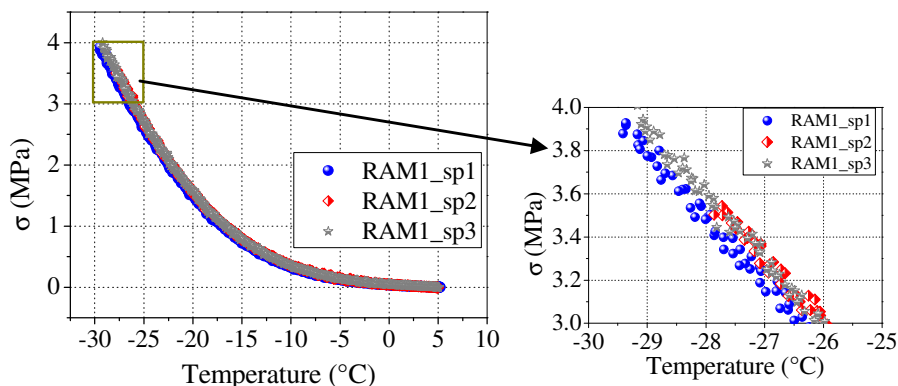 4
3
2
1
0
σ (MPa)
-30 -25 -20 -15 -10 -5 0 5 10
Temperature (°C)
RAM1_sp1
RAM1_sp2
RAM1_sp3
4.0
3.8
3.6
3.4
3.2
3.0
σ (MPa)
-30 -29 -28 -27 -26 -25
Temperature (°C)
RAM1_sp1
RAM1_sp2
RAM1_sp3